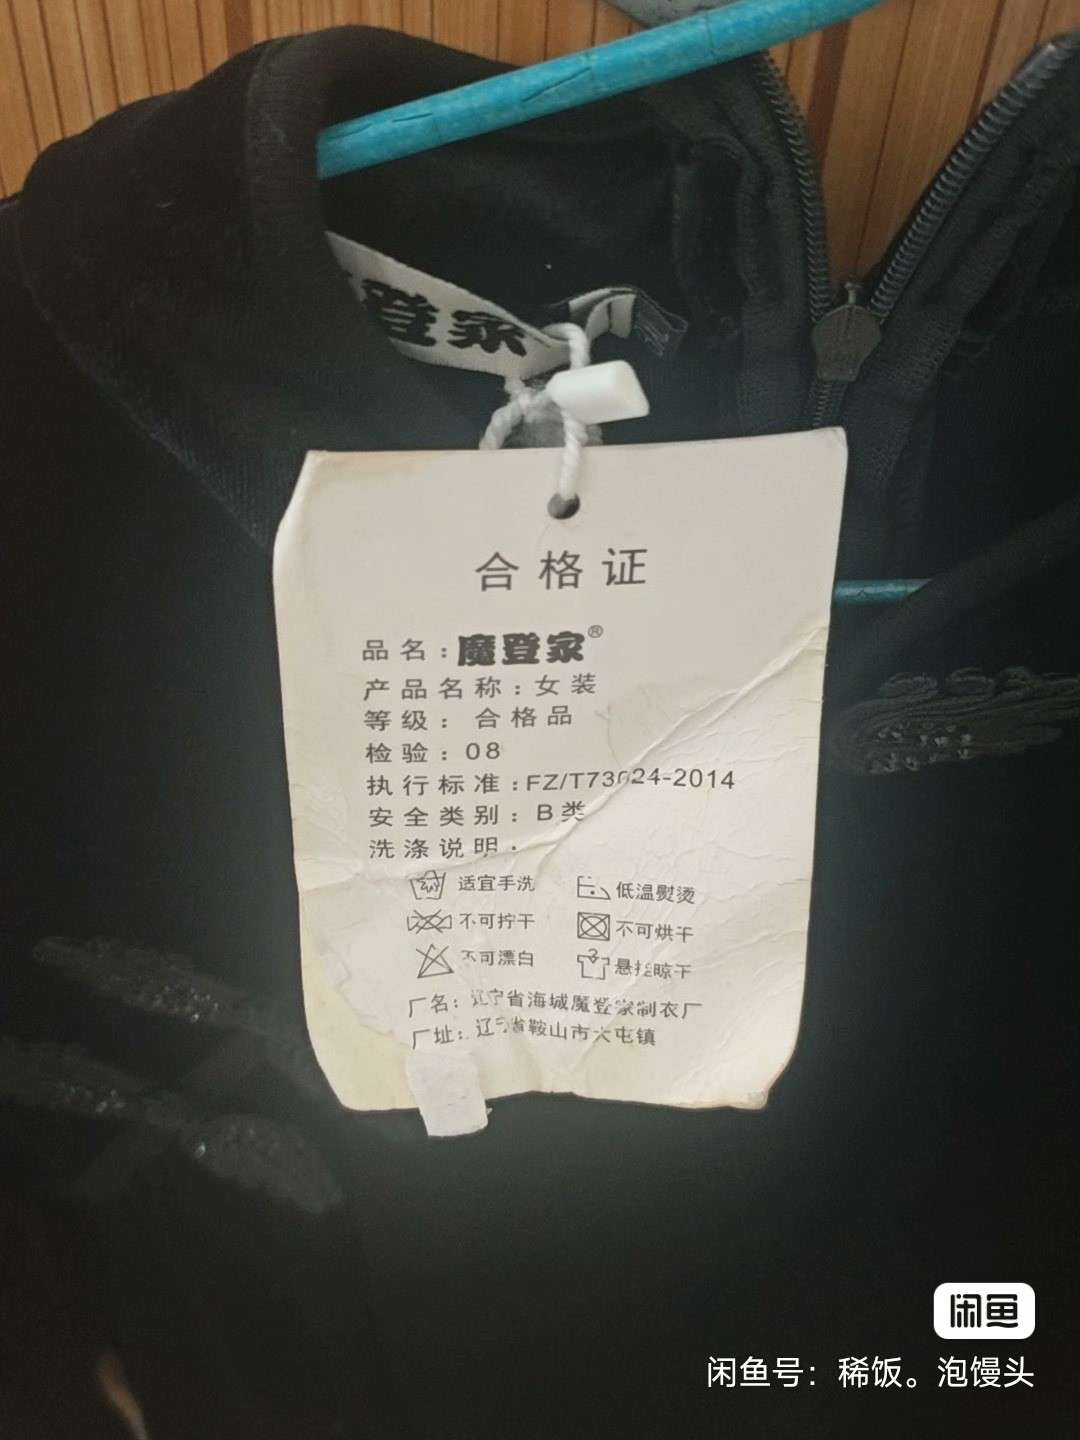 登家
合格证
品名：魔登家®
产品名称：女装
等级：合格品
检验：08
执行标准：FZ/T73024-2014
安全类别：B类
洗涤说明：
适宜手洗 低温熨烫
不可拧干 不可烘干
不可漂白 悬挂晾干
厂名：辽宁省海城魔登家制衣厂
厂址：辽宁省鞍山市大屯镇
闲鱼
闲鱼号：稀饭。泡馒头